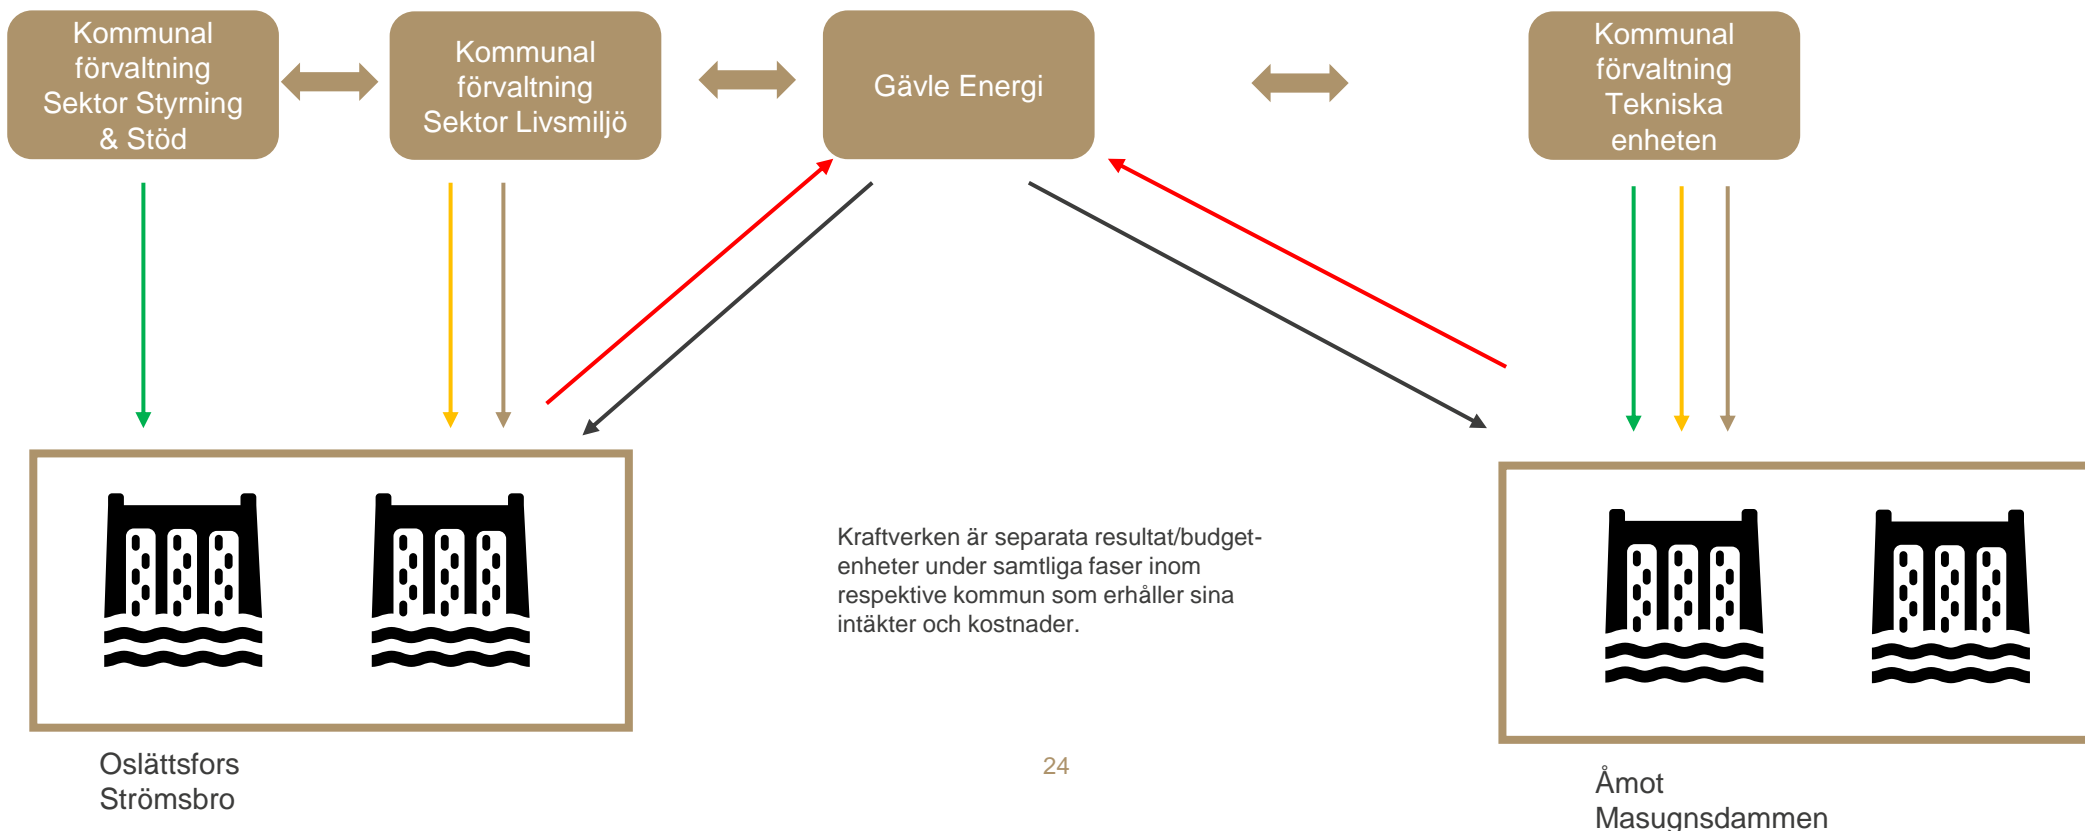 Kommunal
förvaltning
Sektor Styrning
& Stöd
Kommunal
förvaltning
Sektor Livsmiljö
Gävle Energi
Kommunal
förvaltning
Tekniska
enheten
Kraftverken är separata resultat/budget-
enheter under samtliga faser inom
respektive kommun som erhåller sina
intäkter och kostnader.
Oslättsfors
Strömsbro
24
Åmot
Masugnsdammen